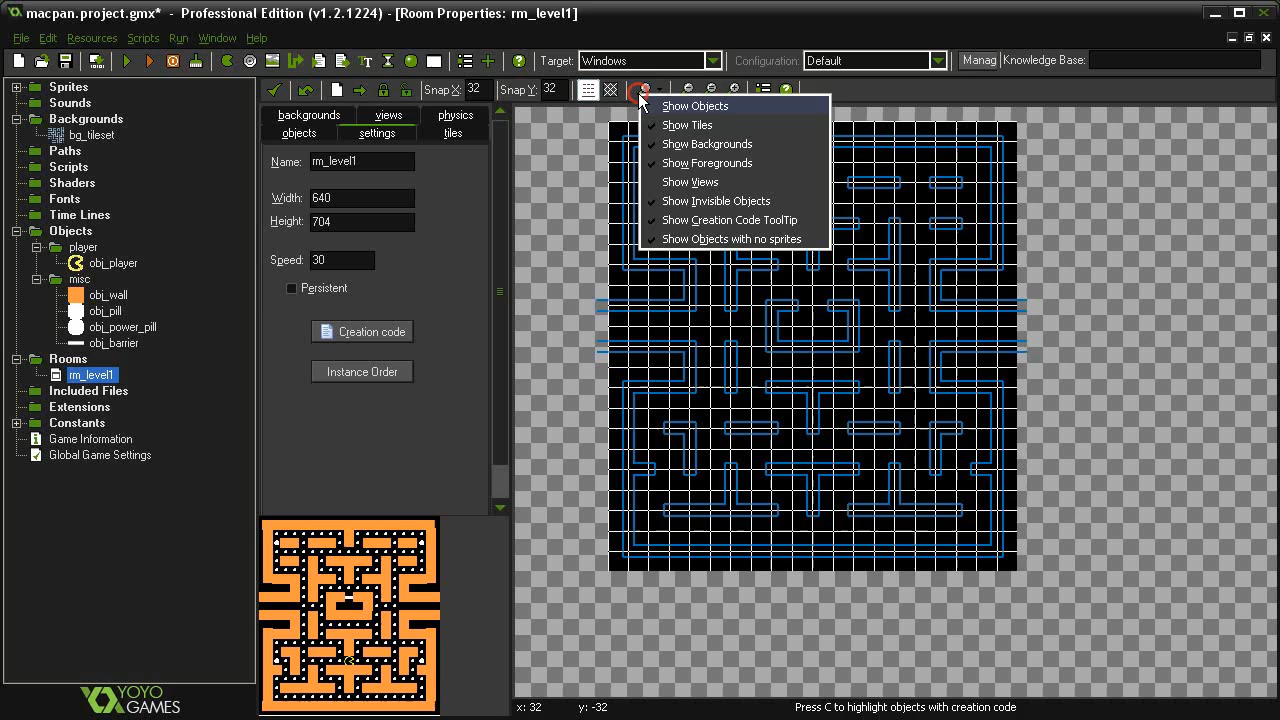 macpan.project.gmx* - Professional Edition (v1.2.1224) - [Room Properties: rm_level1]
File Edit Resources Scripts Run Window Help
Target: Windows Configuration: Default Manag Knowledge Base:
Snap X: 32 Snap Y: 32
Sprites
Sounds
Backgrounds
bg_tileset
Paths
Scripts
Shaders
Fonts
Time Lines
Objects
player
obj_player
misc
obj_wall
obj_pill
obj_power_pill
obj_barrier
Rooms
rm_level1
Included Files
Extensions
Constants
Game Information
Global Game Settings
YOYO
GAMES
backgrounds views physics
objects settings tiles
Name: rm_level1
Width: 640
Height: 704
Speed: 30
Persistent
Creation code
Instance Order
Show Objects
Show Tiles
Show Backgrounds
Show Foregrounds
Show Views
Show Invisible Objects
Show Creation Code ToolTip
Show Objects with no sprites
x: 32 y: -32 Press C to highlight objects with creation code